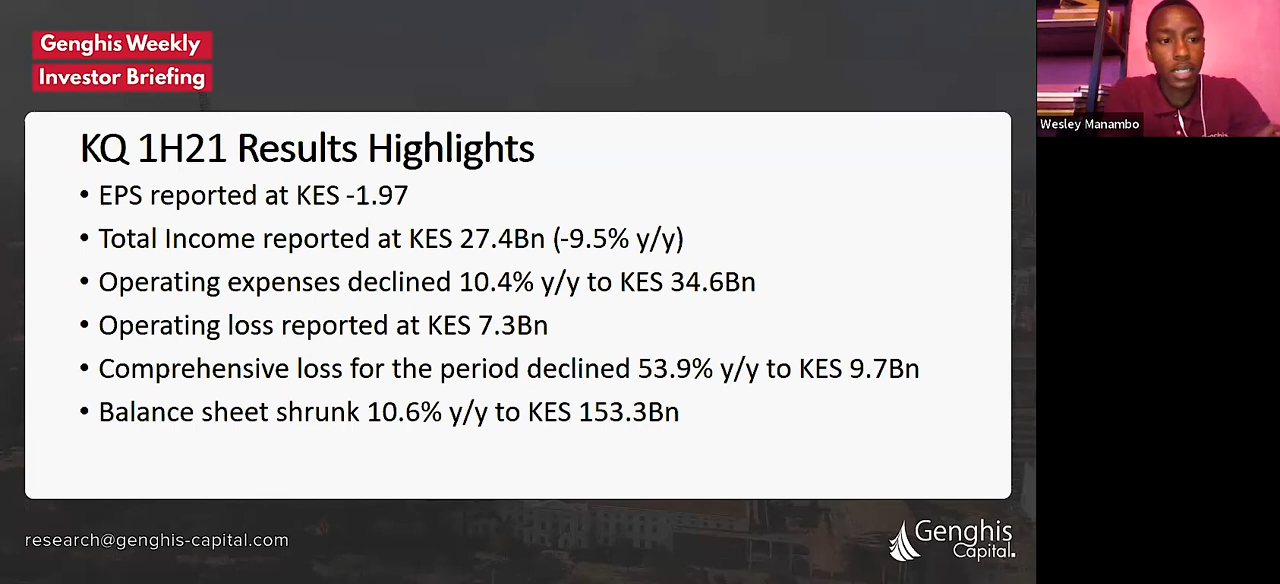 Genghis Weekly
Investor Briefing
KQ 1H21 Results Highlights
• EPS reported at KES -1.97
• Total Income reported at KES 27.4Bn (-9.5% y/y)
• Operating expenses declined 10.4% y/y to KES 34.6Bn
• Operating loss reported at KES 7.3Bn
• Comprehensive loss for the period declined 53.9% y/y to KES 9.7Bn
• Balance sheet shrunk 10.6% y/y to KES 153.3Bn
research@genghis-capital.com
Genghis
Capital.
Wesley Manambo
Genghis